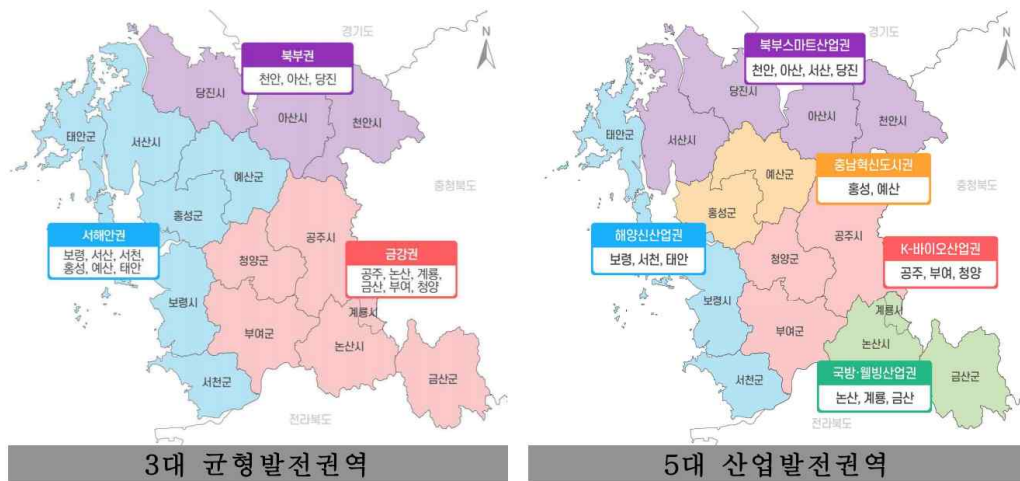 경기도
N
북부권
천안, 아산, 당진
당진시
아산시
천안시
태안군
서산시
예산군
충청북도
홍성군
서해안권
보령, 서산, 서천,
홍성, 예산, 태안
공주시
금강권
공주, 논산, 계룡,
금산, 부여, 청양
청양군
보령시
계룡시
부여군
논산시
금산군
서천군
전라북도
3대 균형발전권역
경기도
N
북부스마트산업권
천안, 아산, 서산, 당진
당진시
아산시
천안시
태안군
서산시
예산군
충남혁신도시권
홍성, 예산
충청북도
홍성군
해양신산업권
보령, 서천, 태안
공주시
K-바이오산업권
공주, 부여, 청양
청양군
보령시
계룡시
부여군
논산시
국방·웰빙산업권
논산, 계룡, 금산
금산군
서천군
전라북도
5대 산업발전권역